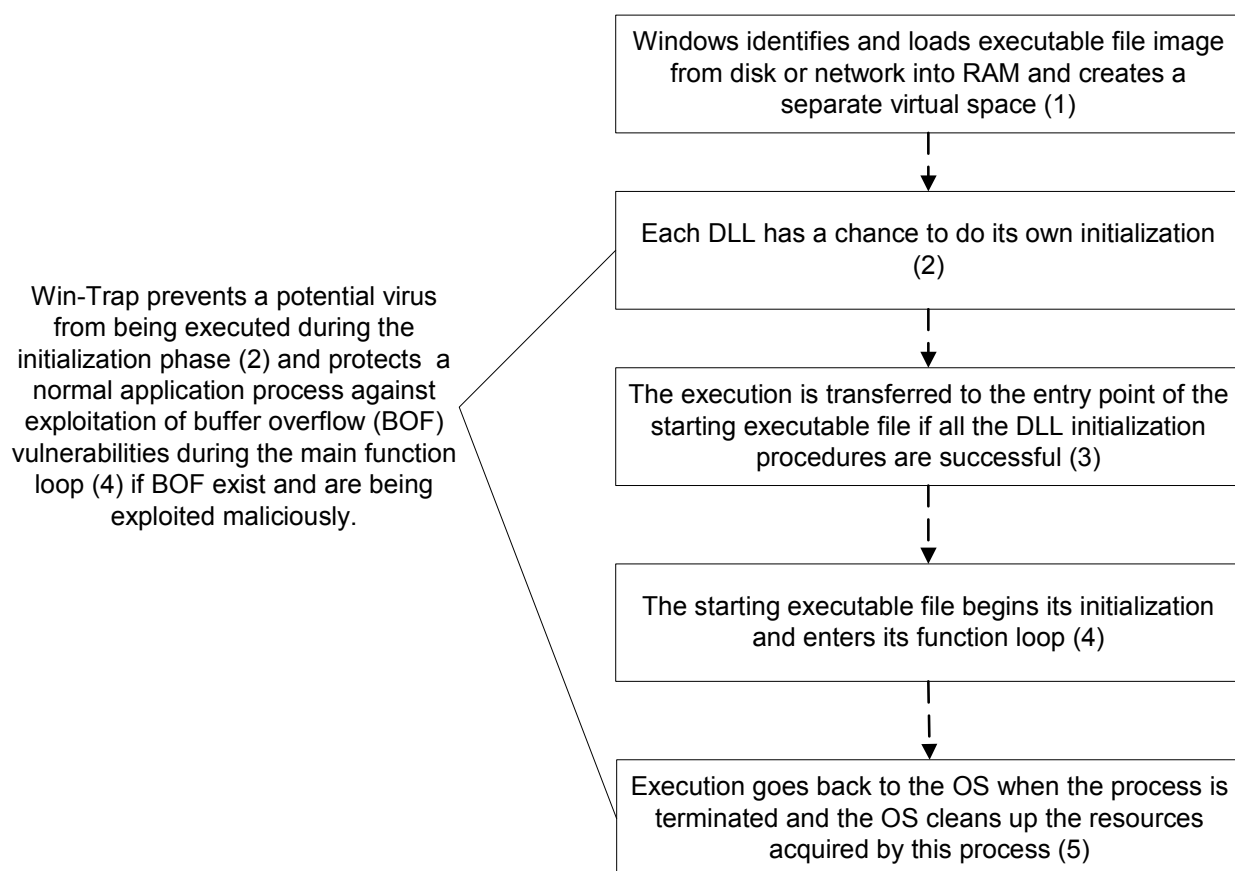 Windows identifies and loads executable file image
from disk or network into RAM and creates a
separate virtual space (1)
Each DLL has a chance to do its own initialization
(2)
Win-Trap prevents a potential virus
from being executed during the
initialization phase (2) and protects a
normal application process against
exploitation of buffer overflow (BOF)
vulnerabilities during the main function
loop (4) if BOF exist and are being
exploited maliciously.
The execution is transferred to the entry point of the
starting executable file if all the DLL initialization
procedures are successful (3)
The starting executable file begins its initialization
and enters its function loop (4)
Execution goes back to the OS when the process is
terminated and the OS cleans up the resources
acquired by this process (5)